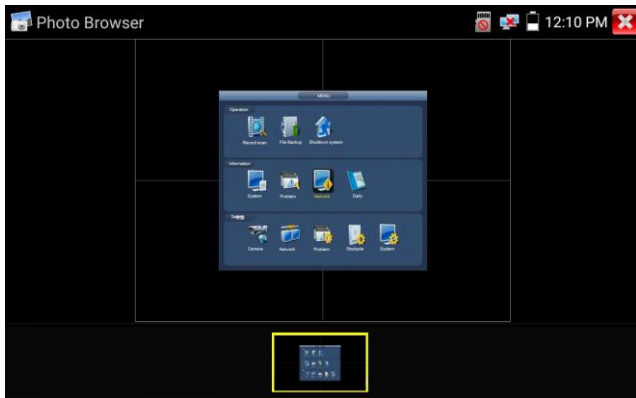 Photo Browser 12:10 PM
MENU
Operation
Record scan File Backup Shutdown system
Information
System Problem Network Daily
Setting
Camera Network Problem Stockpile System